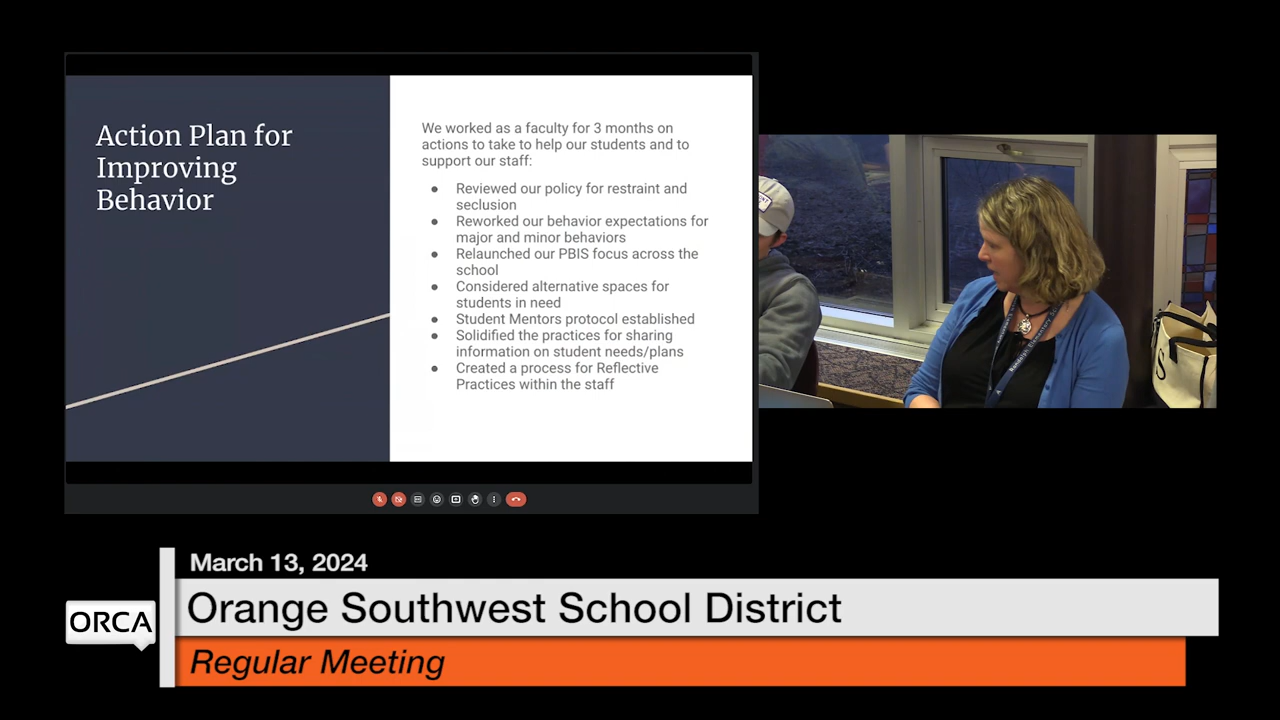 Action Plan for
Improving
Behavior
We worked as a faculty for 3 months on
actions to take to help our students and to
support our staff:
● Reviewed our policy for restraint and
seclusion
● Reworked our behavior expectations for
major and minor behaviors
● Relaunched our PBIS focus across the
school
● Considered alternative spaces for
students in need
● Student Mentors protocol established
● Solidified the practices for sharing
information on student needs/plans
● Created a process for Reflective
Practices within the staff
March 13, 2024
Orange Southwest School District
ORCA
Regular Meeting